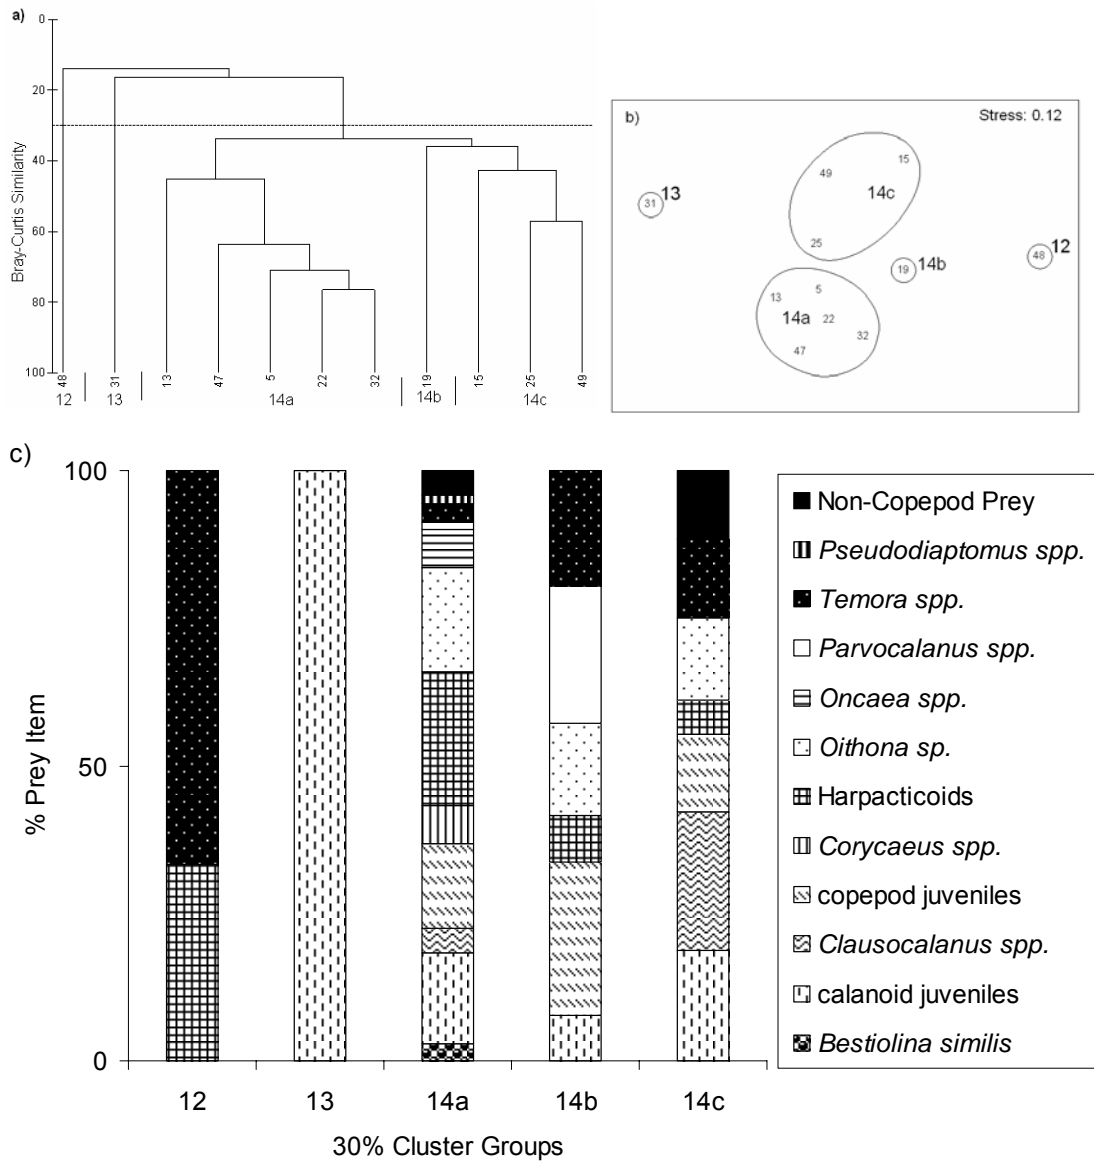 a)
0
20
40
60
80
100
Bray-Curtis Similarity
48 31 13 47 5 22 32 19 15 25 49
12 13 14a 14b 14c
b)
Stress: 0.12
15
49
14c
13
31
25
12
48
19 14b
5
13
14a 22
32
47
c)
100
50
0
% Prey Item
12 13 14a 14b 14c
30% Cluster Groups
Non-Copepod Prey
Pseudodiaptomus spp.
Temora spp.
Parvocalanus spp.
Oncaea spp.
Oithona sp.
Harpacticoids
Corycaeus spp.
copepod juveniles
Clausocalanus spp.
calanoid juveniles
Bestiolina similis